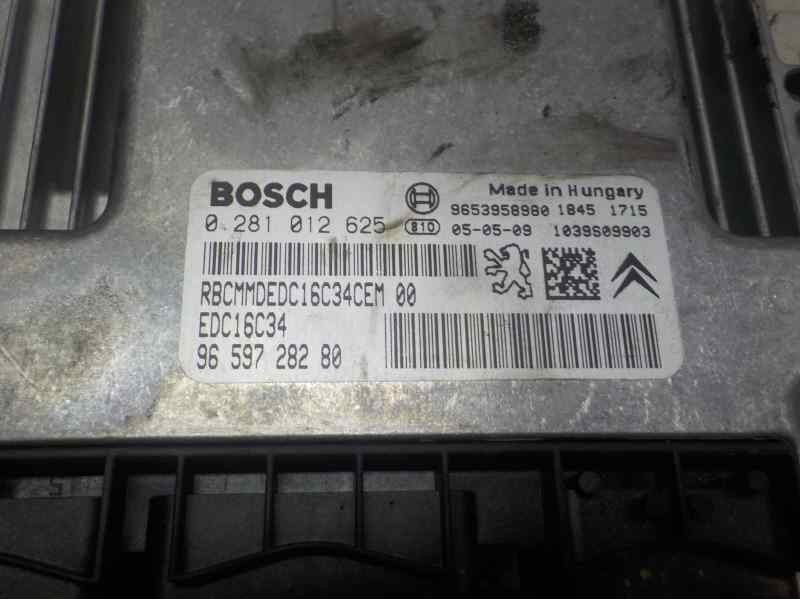 BOSCH
Made in Hungary
0 281 012 625
9653958980 1845 1715
810 05-05-09 1039S09903
RBCMMDEDC16C34CEM 00
EDC16C34
96 597 282 80